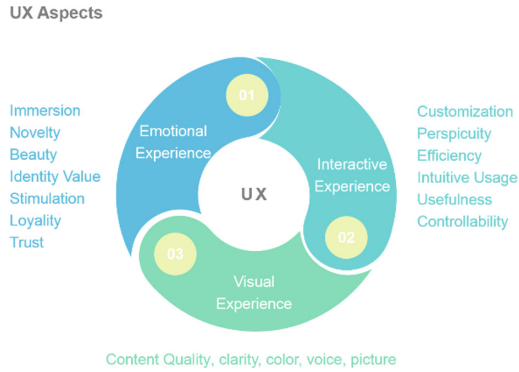 UX Aspects
01
Emotional
Experience
Immersion
Novelty
Beauty
Identity Value
Stimulation
Loyality
Trust
UX
Interactive
Experience
02
Customization
Perspicuity
Efficiency
Intuitive Usage
Usefulness
Controllability
03
Visual
Experience
Content Quality, clarity, color, voice, picture